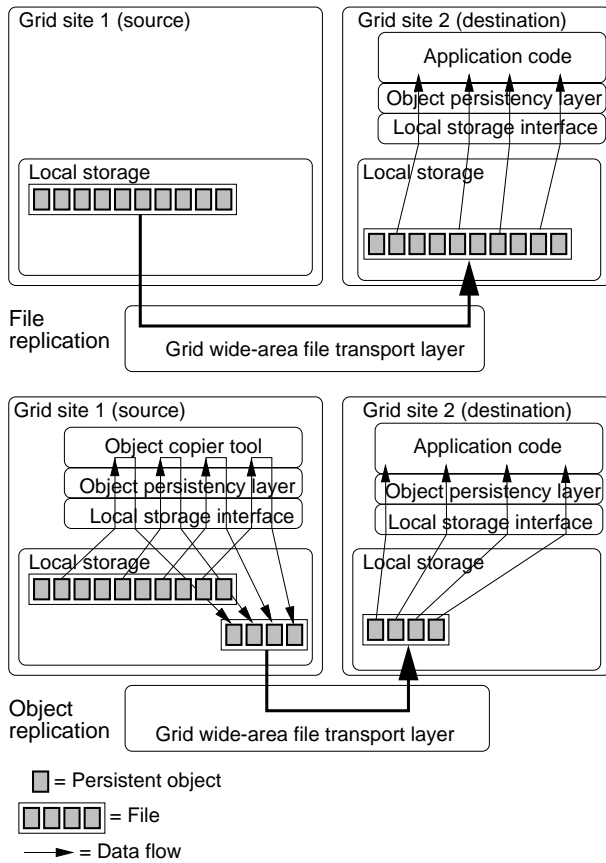 Grid site 1 (source)
Grid site 2 (destination)
Application code
Object persistency layer
Local storage interface
Local storage
Local storage
File
replication
Grid wide-area file transport layer
Grid site 1 (source)
Grid site 2 (destination)
Object copier tool
Application code
Object persistency layer
Object persistency layer
Local storage interface
Local storage interface
Local storage
Local storage
Object
replication
Grid wide-area file transport layer
= Persistent object
= File
= Data flow